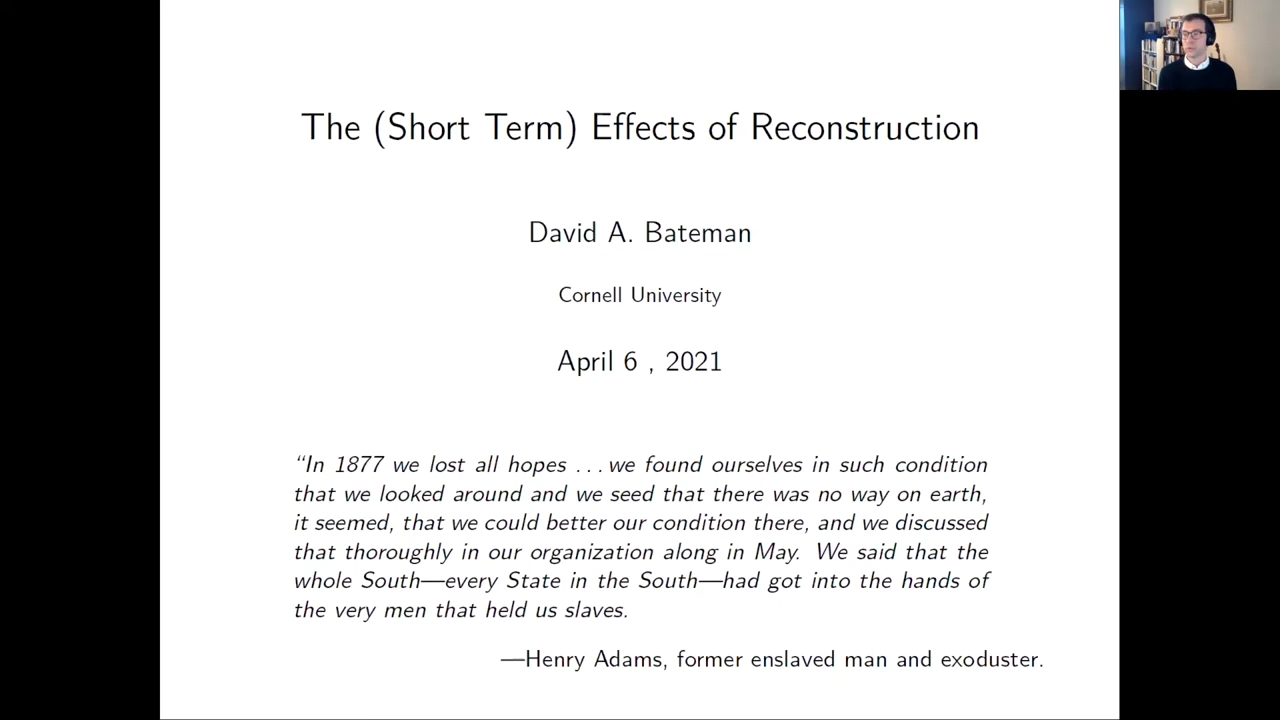 The (Short Term) Effects of Reconstruction
David A. Bateman
Cornell University
April 6 , 2021
“In 1877 we lost all hopes . . . we found ourselves in such condition
that we looked around and we seed that there was no way on earth,
it seemed, that we could better our condition there, and we discussed
that thoroughly in our organization along in May. We said that the
whole South—every State in the South—had got into the hands of
the very men that held us slaves.
—Henry Adams, former enslaved man and exoduster.